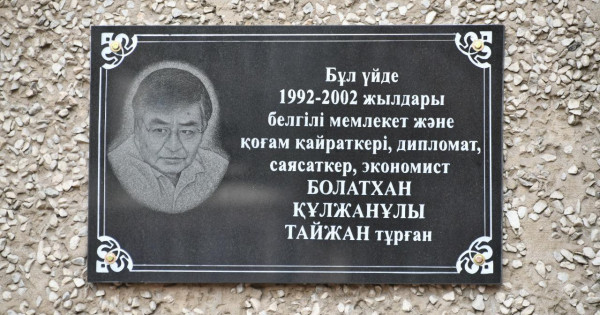 Бұл үйде
1992-2002 жылдары
белгілі мемлекет және
қоғам қайраткері, дипломат,
саясаткер, экономист
БОЛАТХАН
ҚҰЛЖАНҰЛЫ
ТАЙЖАН тұрған